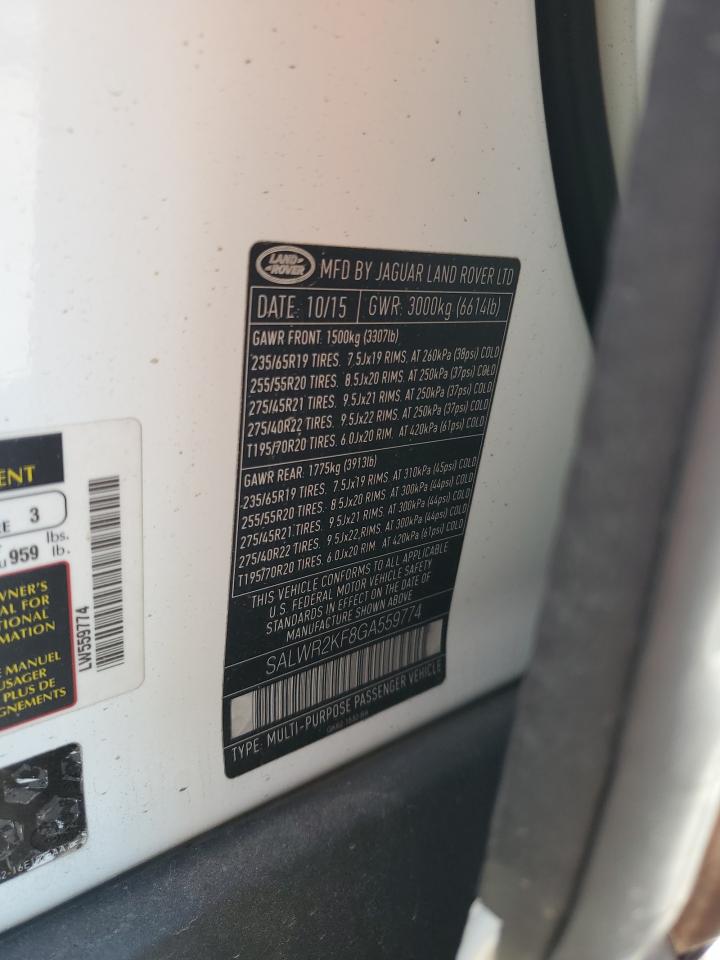 LAND ROVER
MFD BY JAGUAR LAND ROVER LTD
DATE: 10/15 GWR: 3000kg (6614lb)
GAWR FRONT 1500kg (3307lb)
235/65R19 TIRES. 7.5Jx19 RIMS. AT 260kPa (38psi) COLD
255/55R20 TIRES. 8.5Jx20 RIMS. AT 250kPa (37psi) COLD
275/45R21 TIRES. 9.5Jx21 RIMS. AT 250kPa (37psi) COLD
275/40R22 TIRES. 9.5Jx22 RIMS. AT 250kPa (37psi) COLD
T195/70R20 TIRES. 6.0Jx20 RIM. AT 420kPa (61psi) COLD
GAWR REAR: 1775kg (3913lb)
235/65R19 TIRES. 7.5Jx19 RIMS. AT 310kPa (45psi) COLD
255/55R20 TIRES. 8.5Jx20 RIMS. AT 300kPa (44psi) COLD
275/45R21 TIRES. 9.5Jx21 RIMS. AT 300kPa (44psi) COLD
275/40R22 TIRES. 9.5Jx22 RIMS. AT 300kPa (44psi) COLD
T195/70R20 TIRES. 6.0Jx20 RIM. AT 420kPa (61psi) COLD
THIS VEHICLE CONFORMS TO ALL APPLICABLE
U.S. FEDERAL MOTOR VEHICLE SAFETY
STANDARDS IN EFFECT ON THE DATE OF
MANUFACTURE SHOWN ABOVE
SALWR2KF8GA559774
TYPE: MULTI-PURPOSE PASSENGER VEHICLE
ENT
RE 3
u 959 lbs. lb.
WNER'S
AL FOR
TIONAL
MATION
E MANUEL
USAGER
PLUS DE
GNEMENTS
LW559774